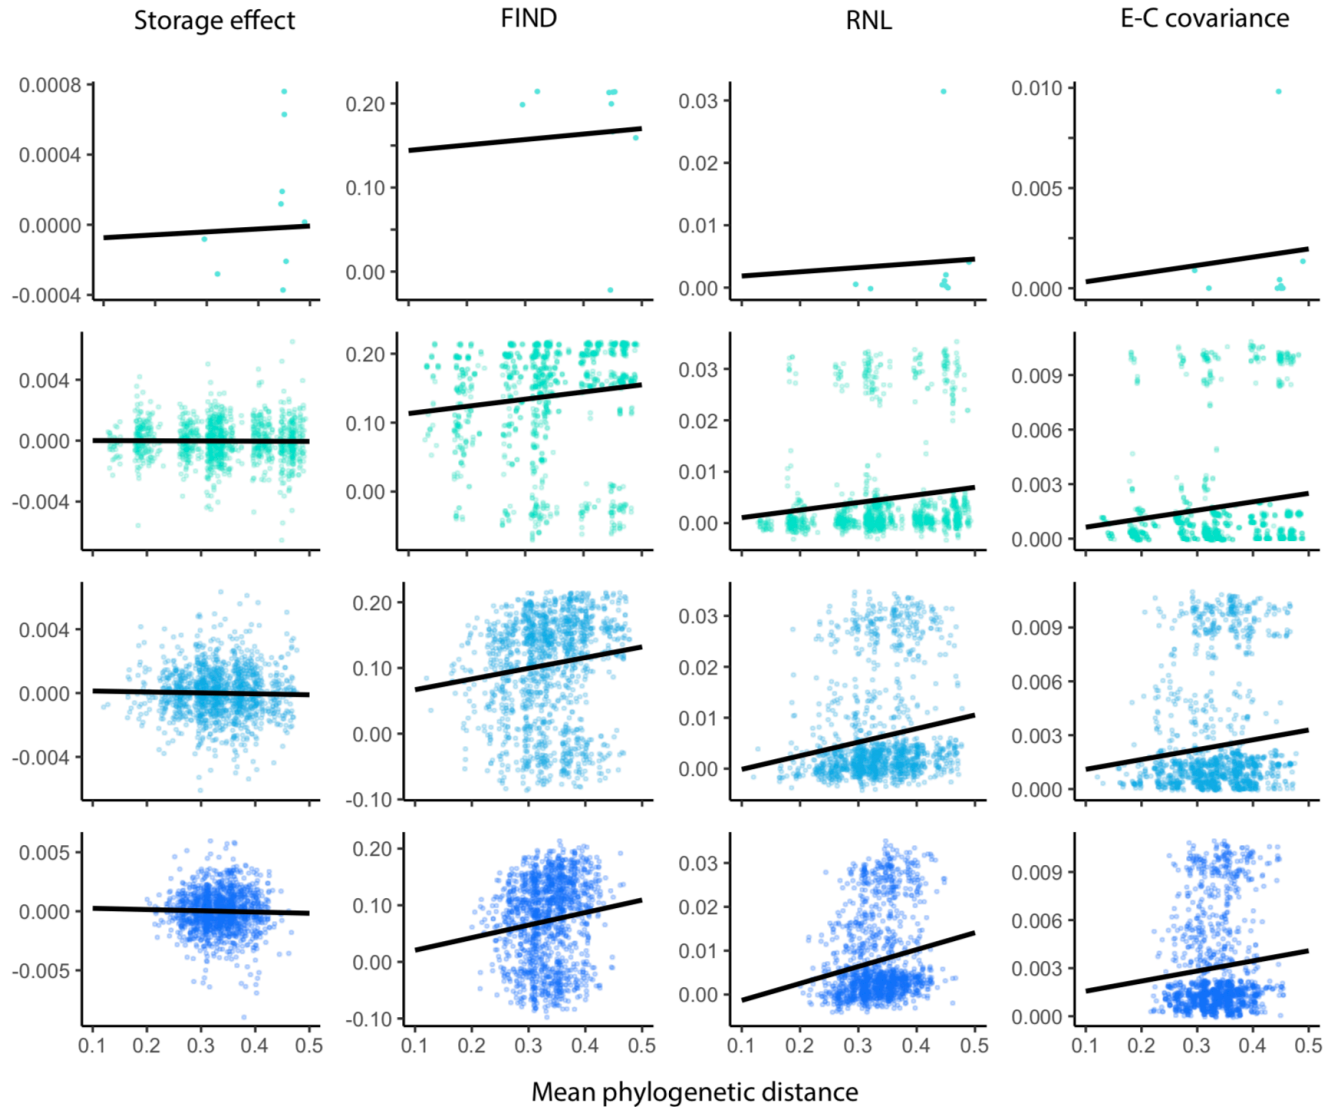 Storage effect FIND RNL E-C covariance
0.0008 0.20 0.03 0.010
0.0004 0.10 0.02 0.005
0.0000 0.00 0.01 0.000
-0.0004 0.00
0.004 0.20 0.03 0.009
0.000 0.10 0.02 0.006
-0.004 0.00 0.01 0.003
0.00 0.000
0.004 0.20 0.03 0.009
0.000 0.10 0.02 0.006
-0.004 0.00 0.01 0.003
-0.10 0.00 0.000
0.005 0.20 0.03 0.009
0.000 0.10 0.02 0.006
-0.005 0.00 0.01 0.003
-0.10 0.00 0.000
0.1 0.2 0.3 0.4 0.5 0.1 0.2 0.3 0.4 0.5 0.1 0.2 0.3 0.4 0.5 0.1 0.2 0.3 0.4 0.5
Mean phylogenetic distance